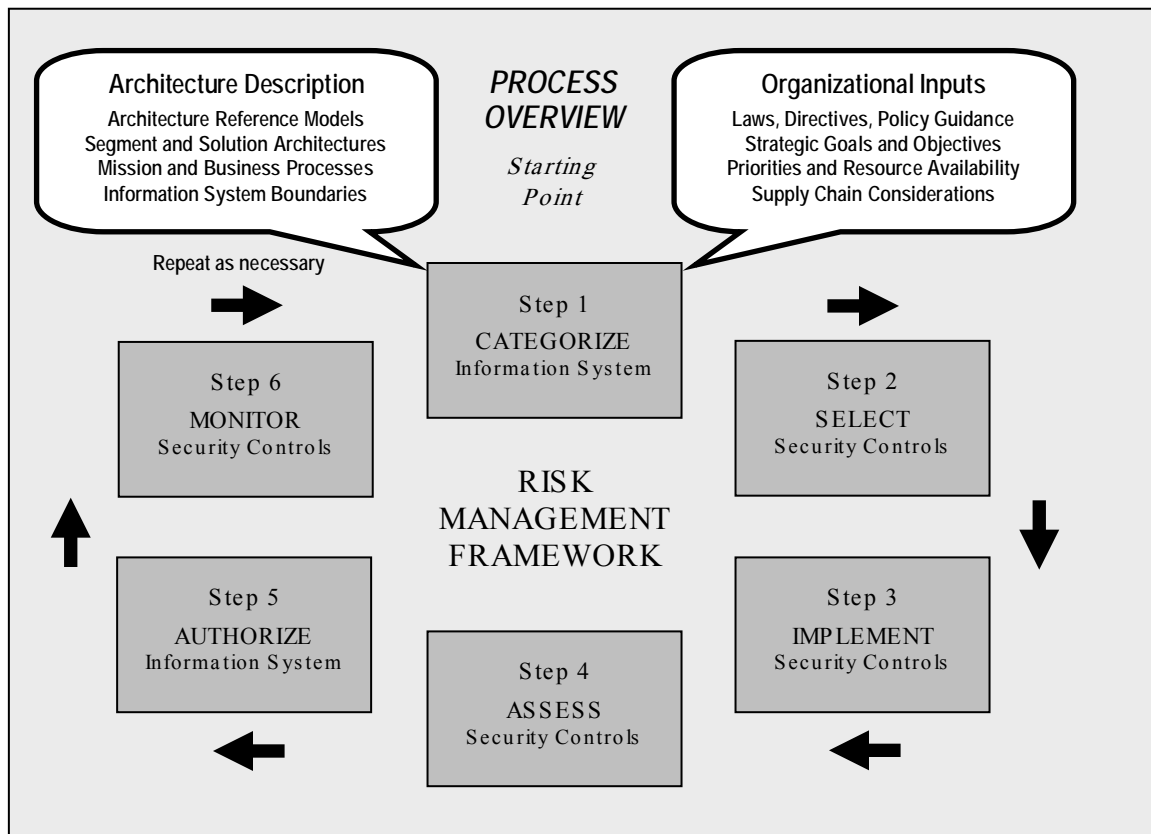 Architecture Description
Architecture Reference Models
Segment and Solution Architectures
Mission and Business Processes
Information System Boundaries
PROCESS
OVERVIEW
Starting
Point
Organizational Inputs
Laws, Directives, Policy Guidance
Strategic Goals and Objectives
Priorities and Resource Availability
Supply Chain Considerations
Repeat as necessary
Step 1
CATEGORIZE
Information System
Step 2
SELECT
Security Controls
Step 3
IMPLEMENT
Security Controls
Step 4
ASSESS
Security Controls
Step 5
AUTHORIZE
Information System
Step 6
MONITOR
Security Controls
RISK
MANAGEMENT
FRAMEWORK